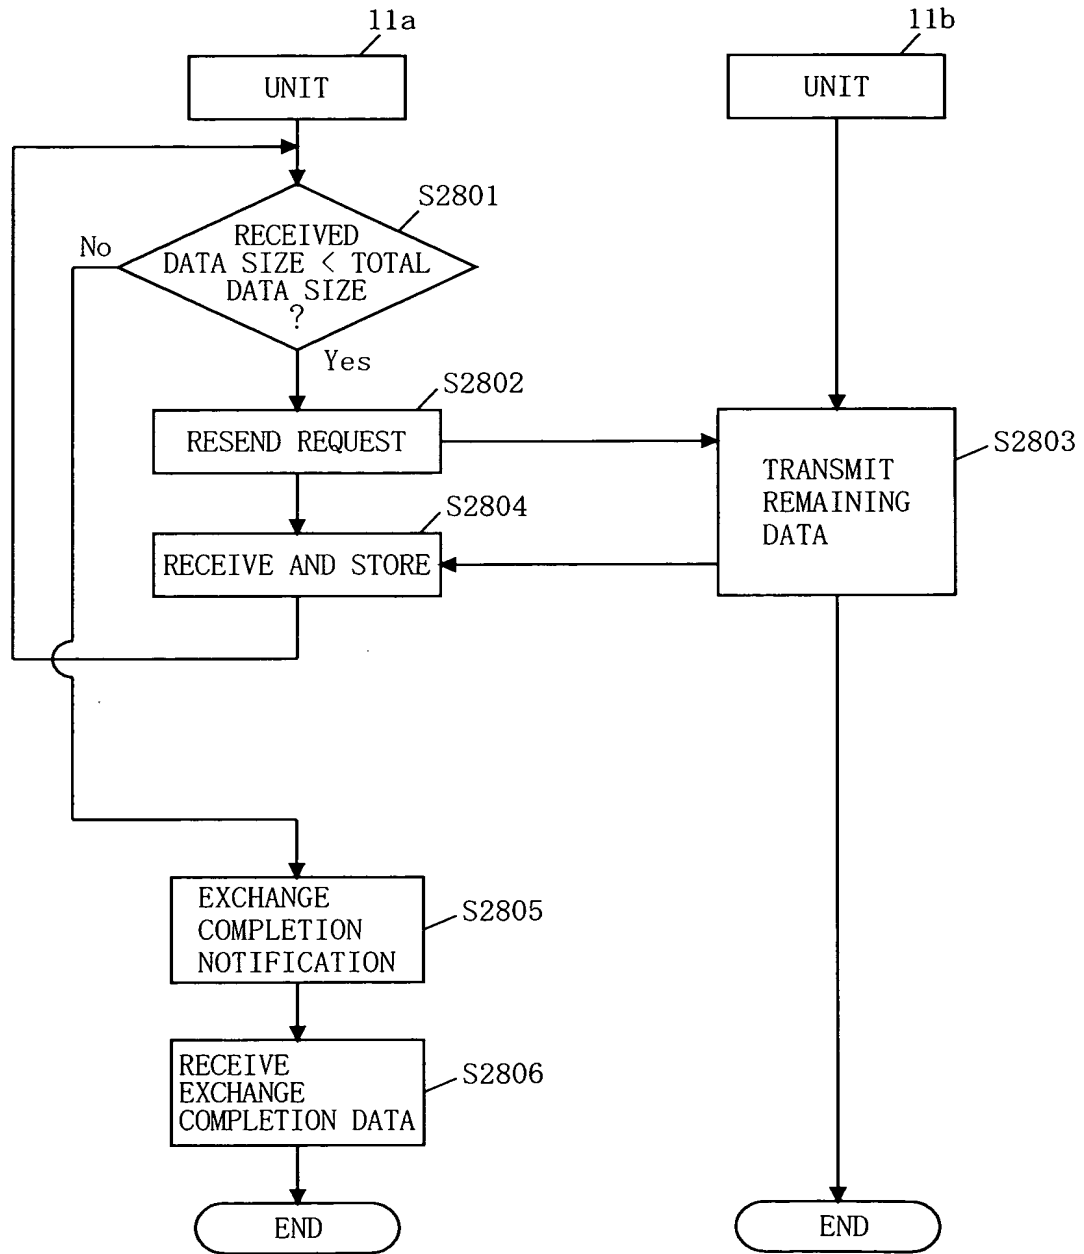 11a
11b
UNIT
UNIT
S2801
No
RECEIVED
DATA SIZE < TOTAL
DATA SIZE
?
Yes
S2802
RESEND REQUEST
S2803
TRANSMIT
REMAINING
DATA
S2804
RECEIVE AND STORE
EXCHANGE
COMPLETION
NOTIFICATION
S2805
RECEIVE
EXCHANGE
COMPLETION DATA
S2806
END
END